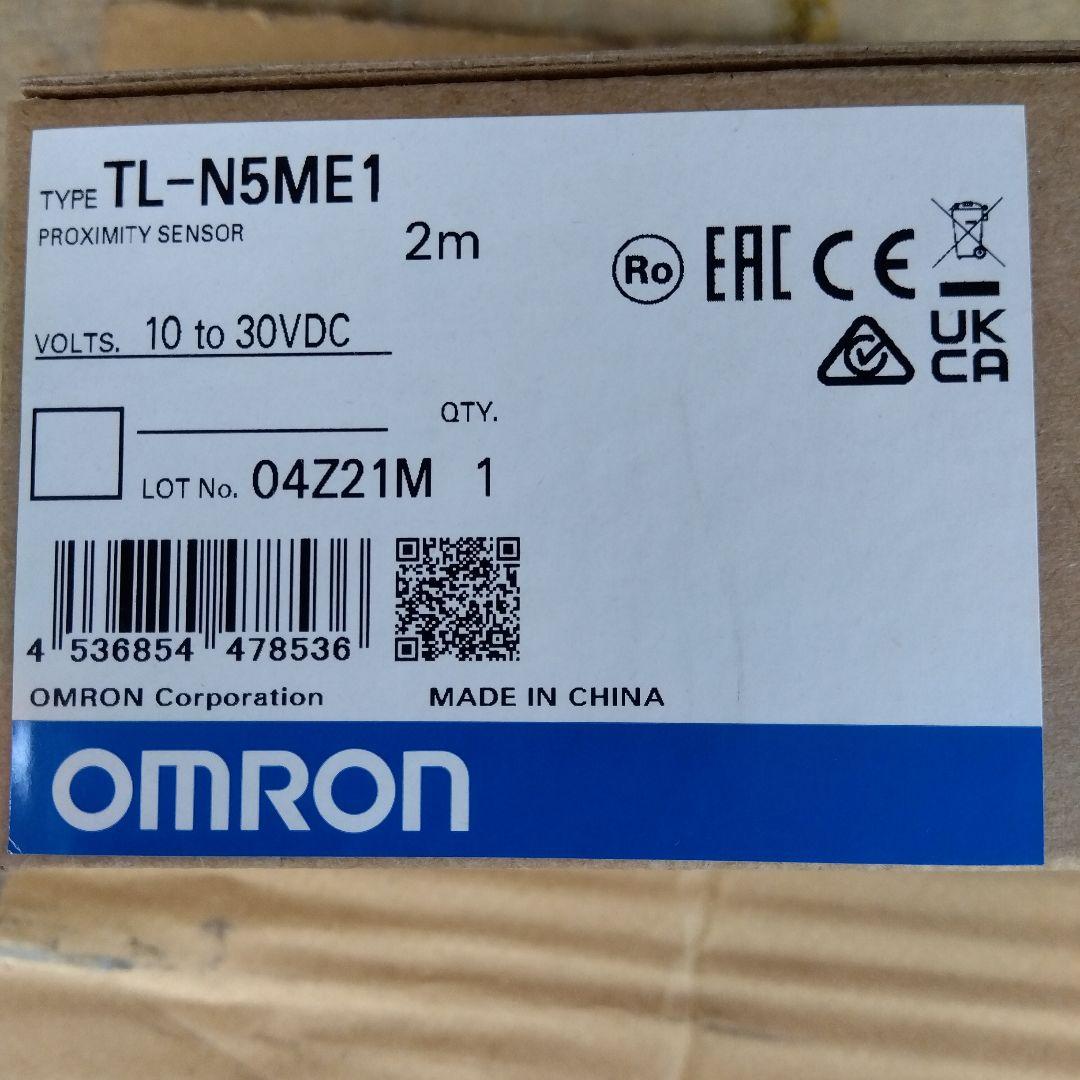 TYPE TL-N5ME1
PROXIMITY SENSOR
2m
Ro EAC CE
UK
CA
VOLTS. 10 to 30VDC
QTY.
LOT No. 04Z21M 1
4 536854 478536
OMRON Corporation MADE IN CHINA
OMRON